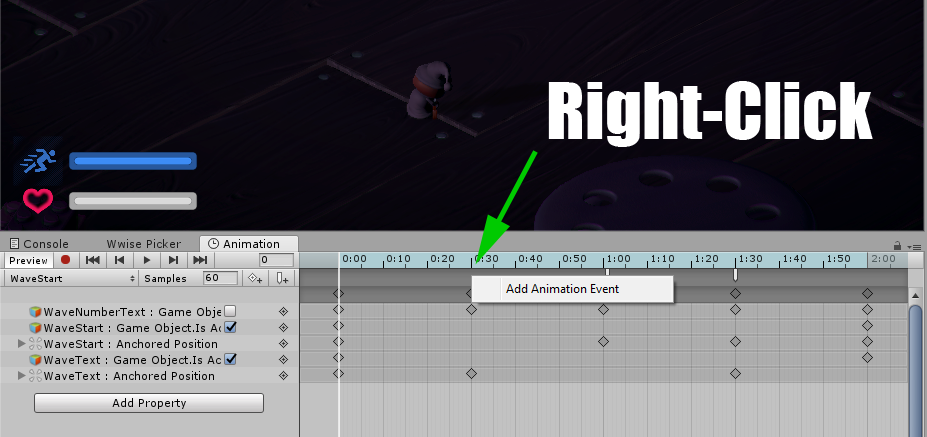 Right-Click
Console
Wwise Picker
Animation
Preview
0
0:00 0:10 0:20 0:30 0:40 0:50 1:00 1:10 1:20 1:30 1:40 1:50 2:00
WaveStart
Samples
60
Add Animation Event
WaveNumberText : Game Obje
WaveStart : Game Object.Is Ac
WaveStart : Anchored Position
WaveText : Game Object.Is Ac
WaveText : Anchored Position
Add Property